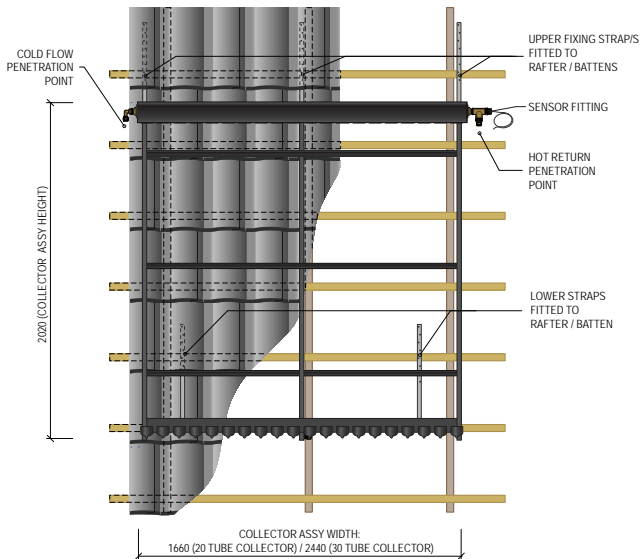 COLD FLOW
PENETRATION
POINT
UPPER FIXING STRAP/S
FITTED TO
RAFTER / BATTENS
SENSOR FITTING
HOT RETURN
PENETRATION
POINT
2020 (COLLECTOR ASSY HEIGHT)
LOWER STRAPS
FITTED TO
RAFTER / BATTEN
COLLECTOR ASSY WIDTH:
1660 (20 TUBE COLLECTOR) / 2440 (30 TUBE COLLECTOR)